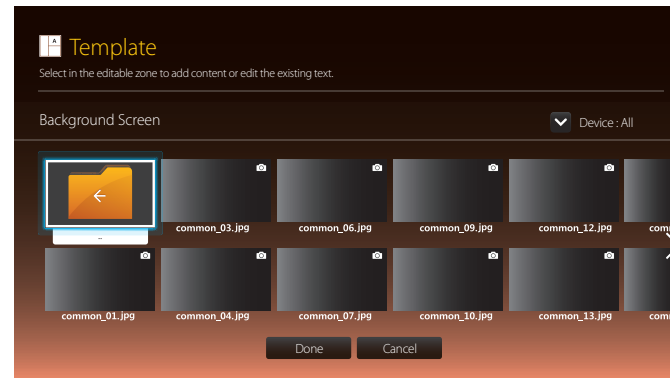 A
Template
Select in the editable zone to add content or edit the existing text.
Background Screen
Device : All
..
common_03.jpg
common_06.jpg
common_09.jpg
common_12.jpg
com
common_01.jpg
common_04.jpg
common_07.jpg
common_10.jpg
common_13.jpg
com
Done
Cancel